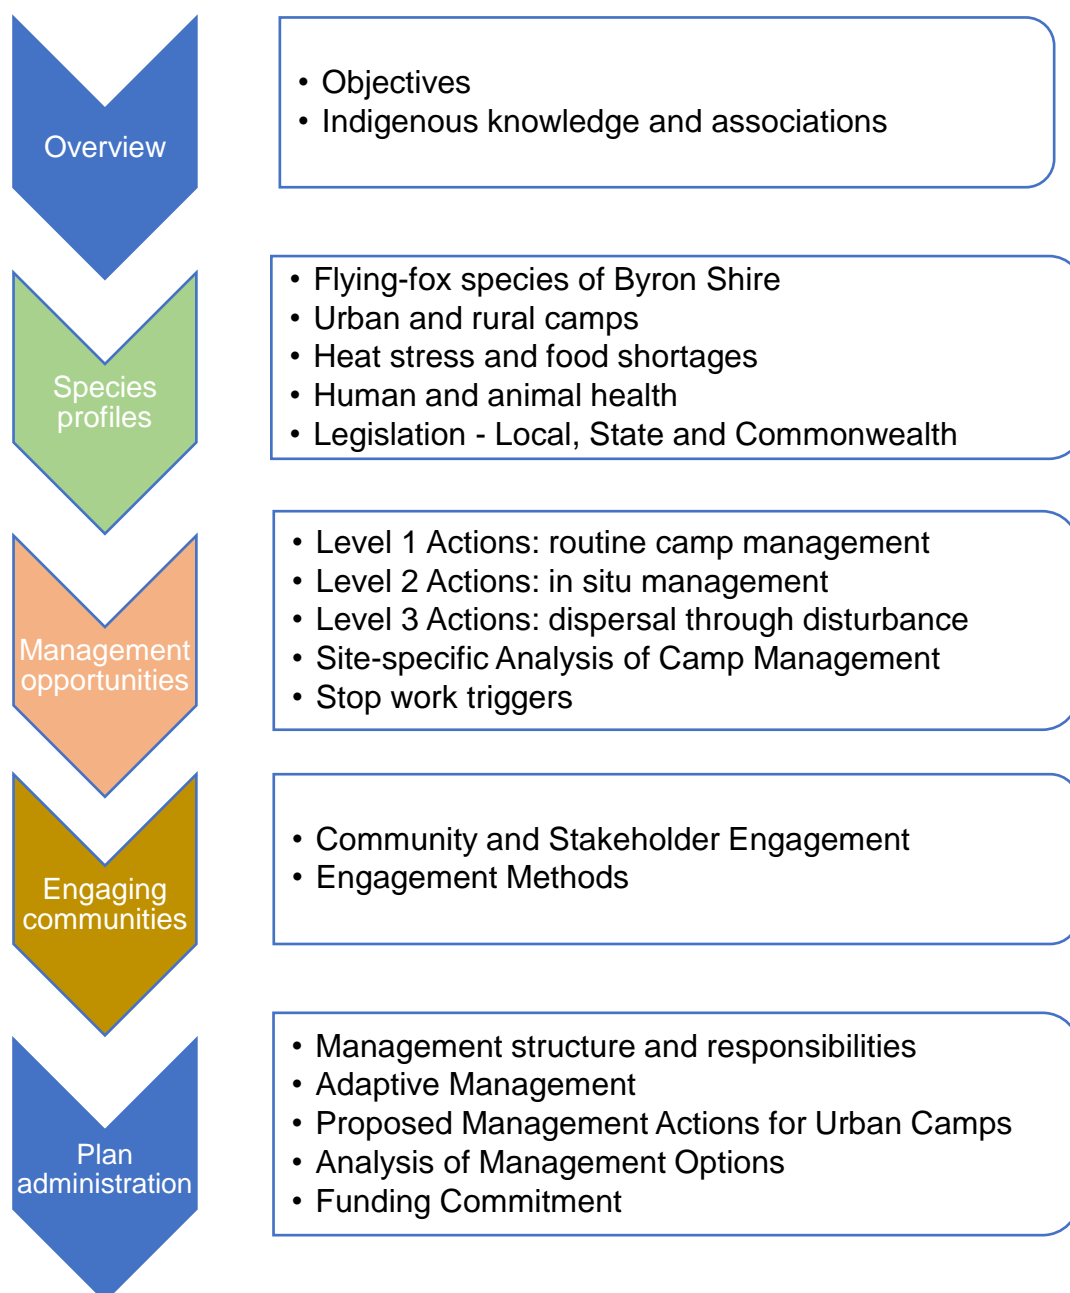 Overview
• Objectives
• Indigenous knowledge and associations
Species
profiles
• Flying-fox species of Byron Shire
• Urban and rural camps
• Heat stress and food shortages
• Human and animal health
• Legislation - Local, State and Commonwealth
Management
opportunities
• Level 1 Actions: routine camp management
• Level 2 Actions: in situ management
• Level 3 Actions: dispersal through disturbance
• Site-specific Analysis of Camp Management
• Stop work triggers
Engaging
communities
• Community and Stakeholder Engagement
• Engagement Methods
Plan
administration
• Management structure and responsibilities
• Adaptive Management
• Proposed Management Actions for Urban Camps
• Analysis of Management Options
• Funding Commitment